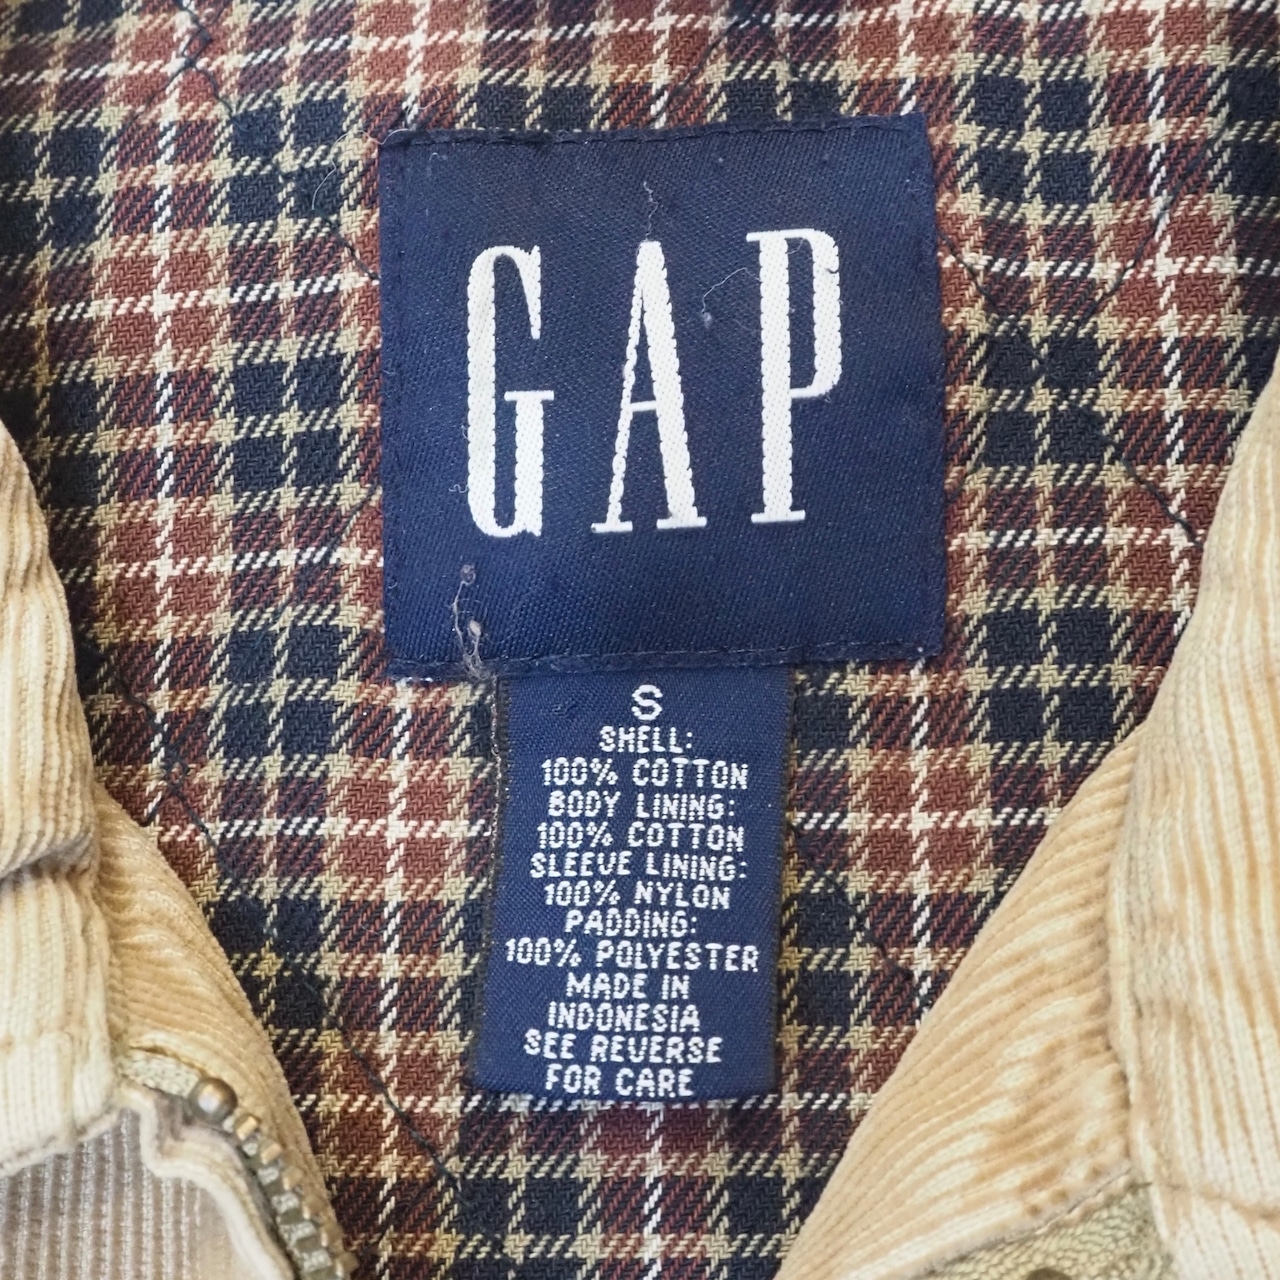 GAP
S
SHELL:
100% COTTON
BODY LINING:
100% COTTON
SLEEVE LINING:
100% NYLON
PADDING:
100% POLYESTER
MADE IN
INDONESIA
SEE REVERSE
FOR CARE